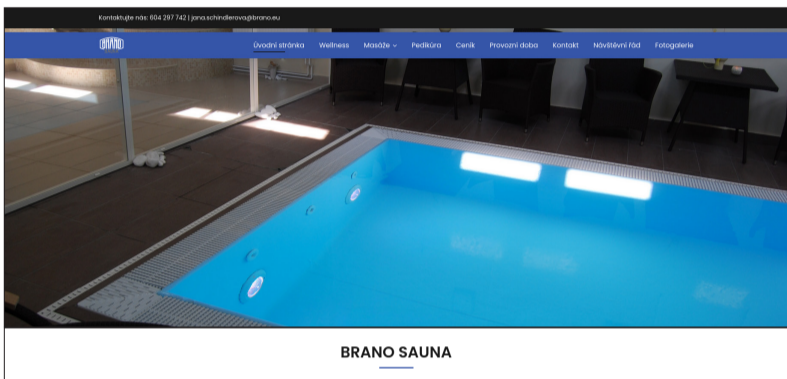 Kontaktujte nás: 604 297 742 | jana.schindlerova@brano.eu
BRANO
Úvodní stránka Wellness Masáže Pedikúra Ceník Provozní doba Kontakt Návštěvní řád Fotogalerie
BRANO SAUNA